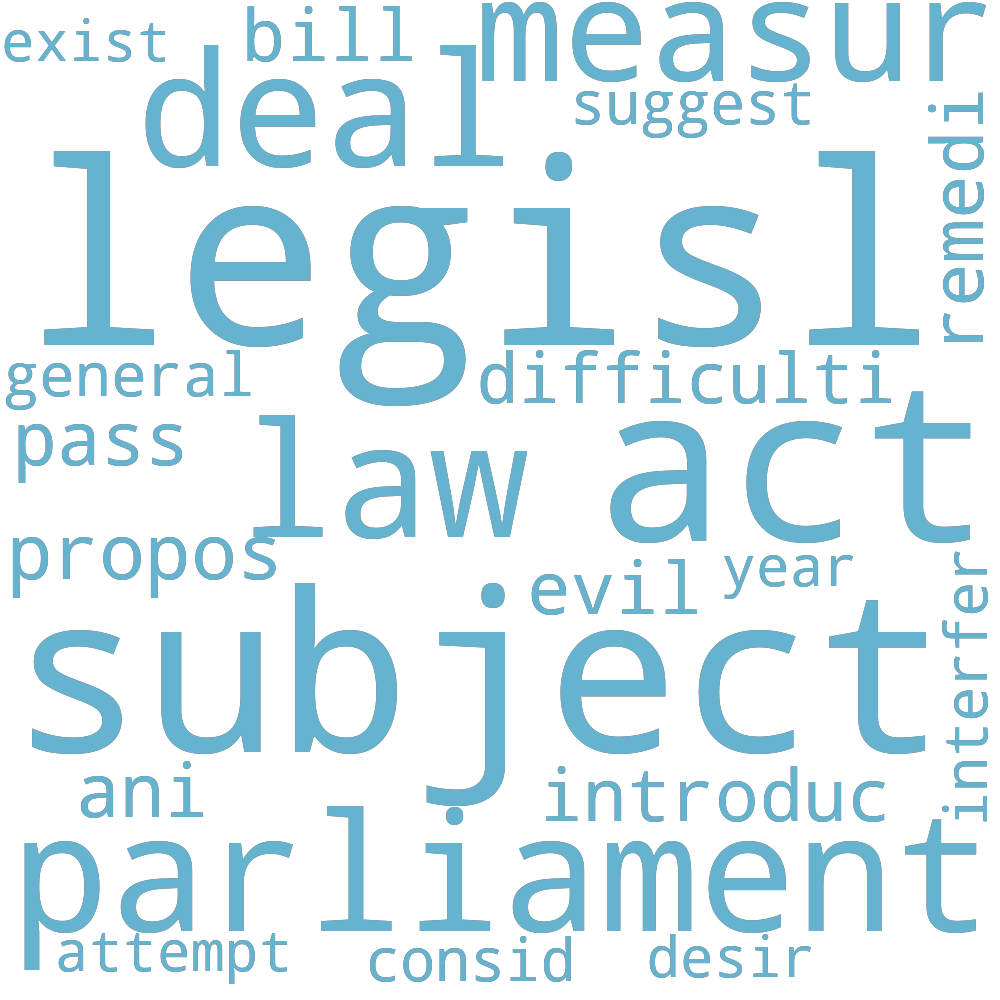 exist
bill
measur
deal
suggest
remedi
legisl
general
difficulti
pass
law
act
propos
evil
year
interfer
subject
ani
introduc
parliament
attempt
consid
desir